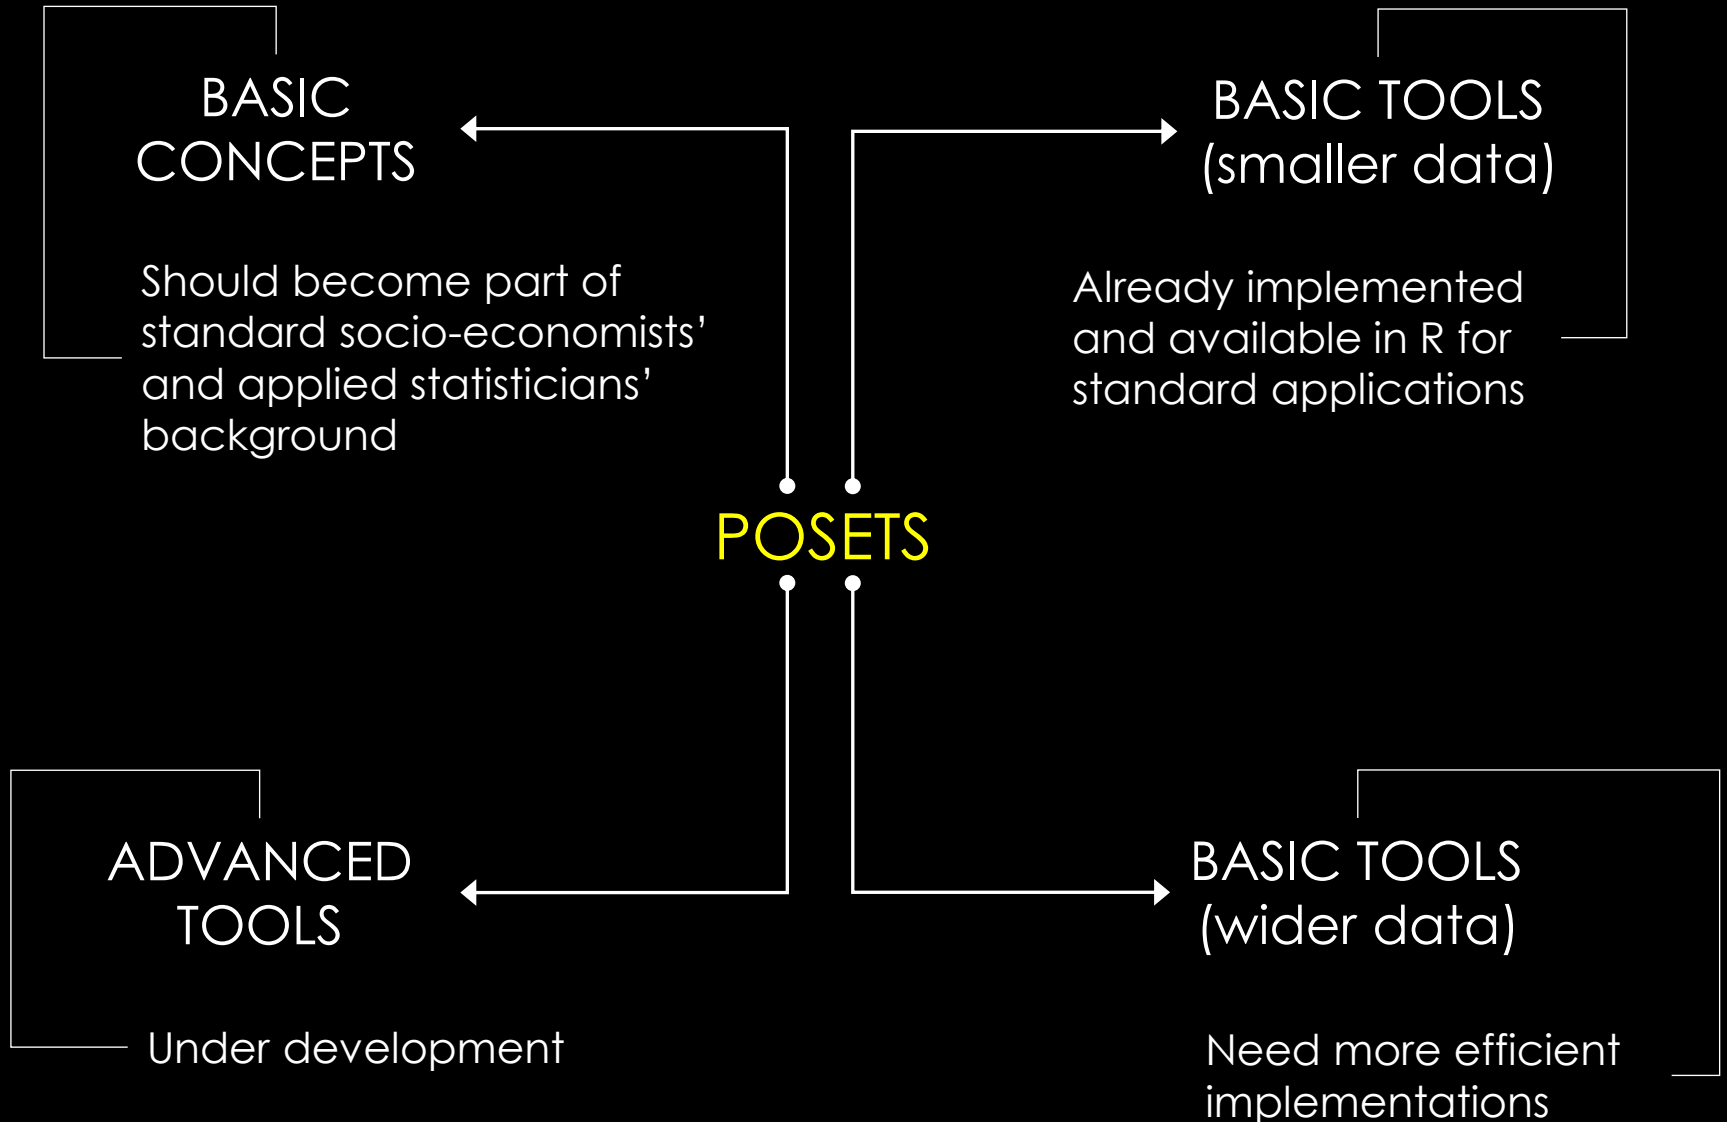 BASIC
CONCEPTS
Should become part of
standard socio-economists’
and applied statisticians’
background
BASIC TOOLS
(smaller data)
Already implemented
and available in R for
standard applications
POSETS
ADVANCED
TOOLS
Under development
BASIC TOOLS
(wider data)
Need more efficient
implementations